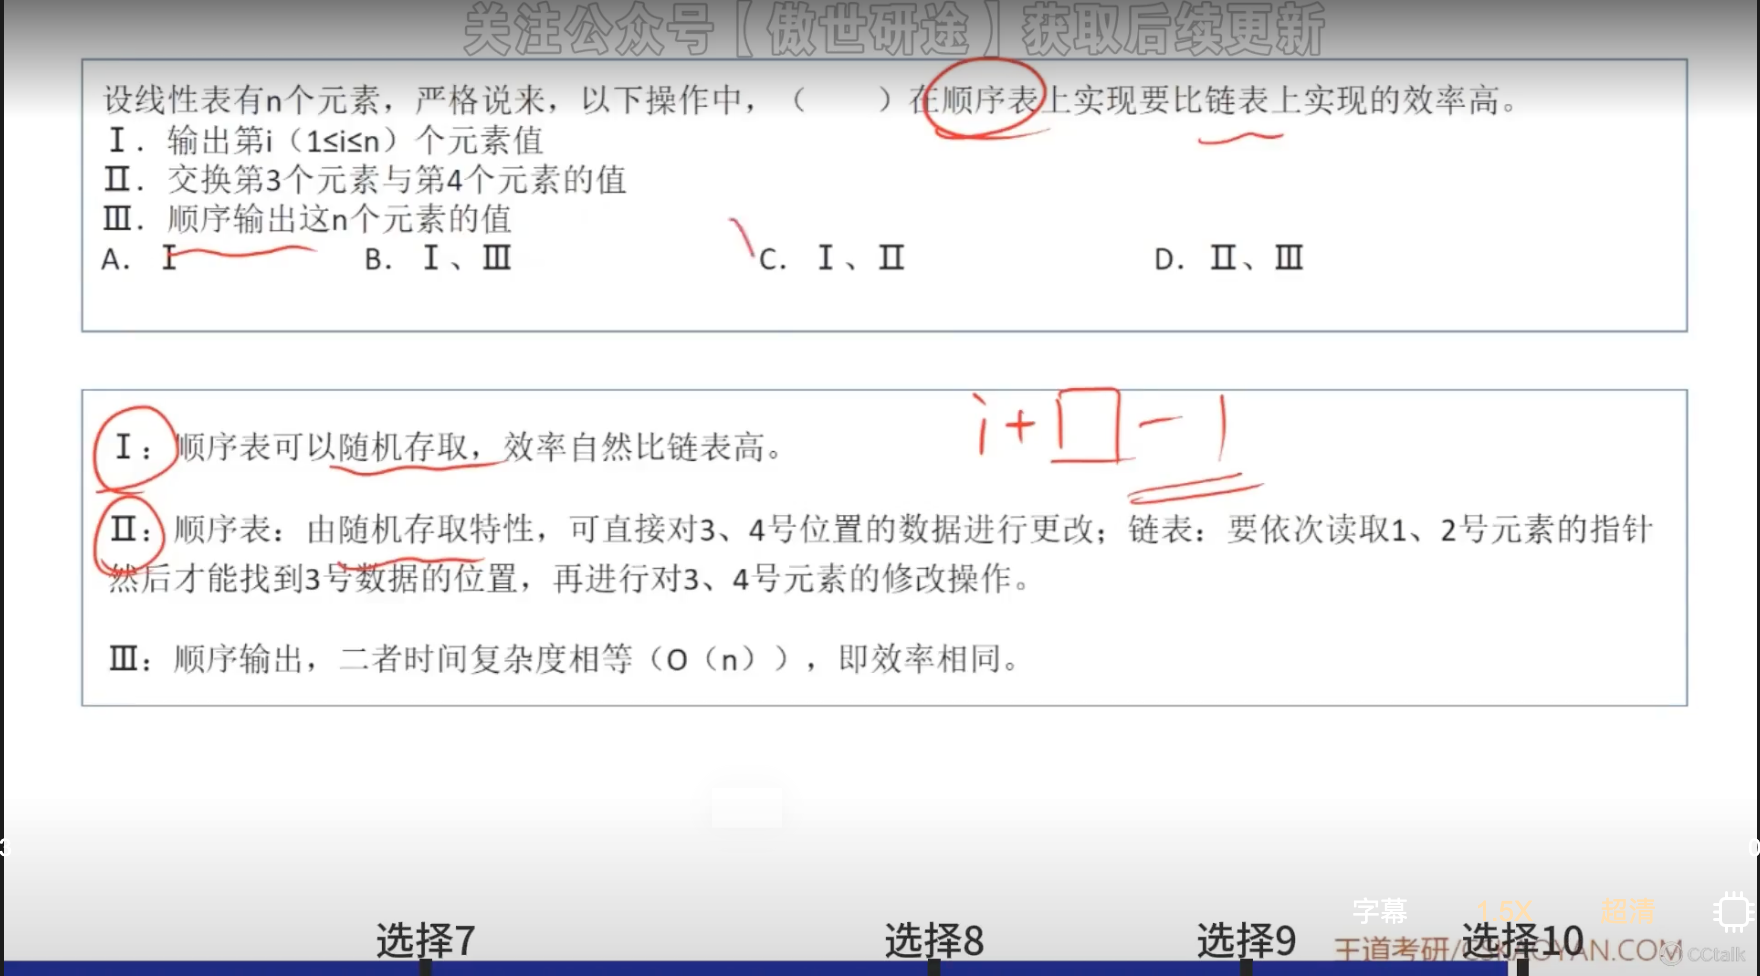 关注公众号【傲世研途】获取后续更新
设线性表有n个元素，严格说来，以下操作中，（　　）在顺序表上实现要比链表上实现的效率高。
Ⅰ．输出第i（1≤i≤n）个元素值
Ⅱ．交换第3个元素与第4个元素的值
Ⅲ．顺序输出这n个元素的值
A．Ⅰ　B．Ⅰ、Ⅲ　C．Ⅰ、Ⅱ　D．Ⅱ、Ⅲ
i+□-1
Ⅰ：顺序表可以随机存取，效率自然比链表高。
Ⅱ：顺序表：由随机存取特性，可直接对3、4号位置的数据进行更改；链表：要依次读取1、2号元素的指针
然后才能找到3号数据的位置，再进行对3、4号元素的修改操作。
Ⅲ：顺序输出，二者时间复杂度相等（O（n）），即效率相同。
字幕　1.5X　超清
选择7　选择8　选择9　选择10
王道考研/CSKAOYAN.COM
CCtalk